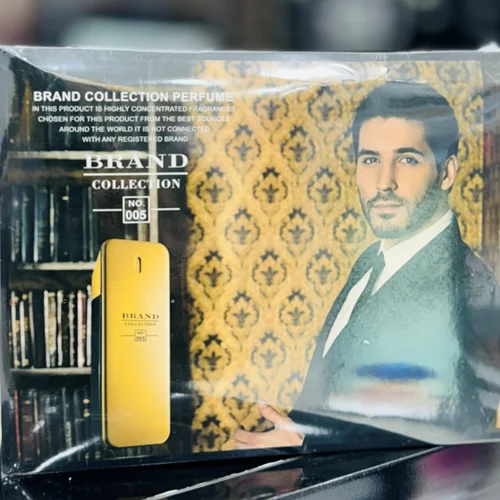 BRAND COLLECTION PERFUME
IN THIS PRODUCT IS HIGHLY CONCENTRATED FRAGRANCES
CHOSEN FOR THIS PRODUCT FROM THE BEST SOURCES
AROUND THE WORLD IT IS NOT CONNECTED
WITH ANY REGISTERED BRAND
BRAND
COLLECTION
NO.
005
BRAND
COLLECTION
NO.
005